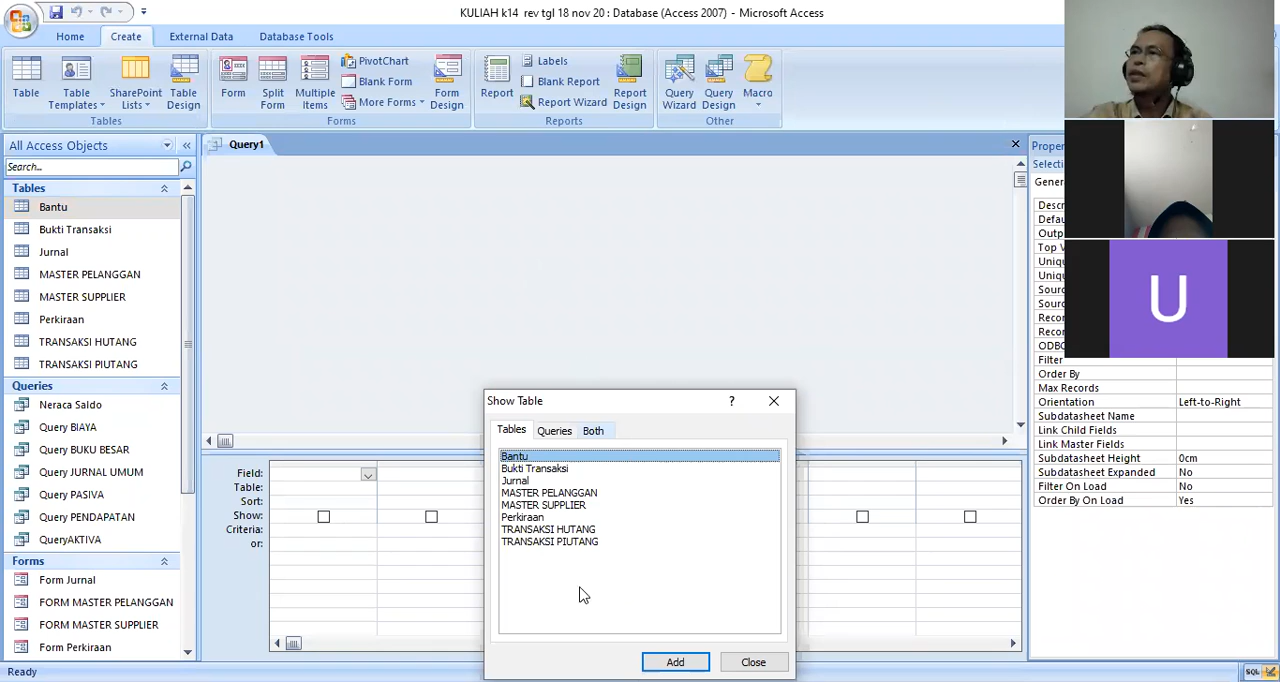 KULIAH k14  rev tgl 18 nov 20 : Database (Access 2007) - Microsoft Access
Home Create External Data Database Tools
Table
Table Templates
SharePoint Lists
Table Design
Tables
Form
Split Form
Multiple Items
PivotChart
Blank Form
More Forms
Form Design
Forms
Report
Labels
Blank Report
Report Wizard
Report Design
Reports
Query Wizard
Query Design
Macro
Other
All Access Objects
Search...
Tables
Bantu
Bukti Transaksi
Jurnal
MASTER PELANGGAN
MASTER SUPPLIER
Perkiraan
TRANSAKSI HUTANG
TRANSAKSI PIUTANG
Queries
Neraca Saldo
Query BIAYA
Query BUKU BESAR
Query JURNAL UMUM
Query PASIVA
Query PENDAPATAN
QueryAKTIVA
Forms
Form Jurnal
FORM MASTER PELANGGAN
FORM MASTER SUPPLIER
Form Perkiraan
Query1
Field:
Table:
Sort:
Show:
Criteria:
or:
Show Table
?
Tables Queries Both
Bantu
Bukti Transaksi
Jurnal
MASTER PELANGGAN
MASTER SUPPLIER
Perkiraan
TRANSAKSI HUTANG
TRANSAKSI PIUTANG
Add Close
U
Filter
Order By
Max Records
Orientation Left-to-Right
Subdatasheet Name
Link Child Fields
Link Master Fields
Subdatasheet Height 0cm
Subdatasheet Expanded No
Filter On Load No
Order By On Load Yes
Ready
SQL